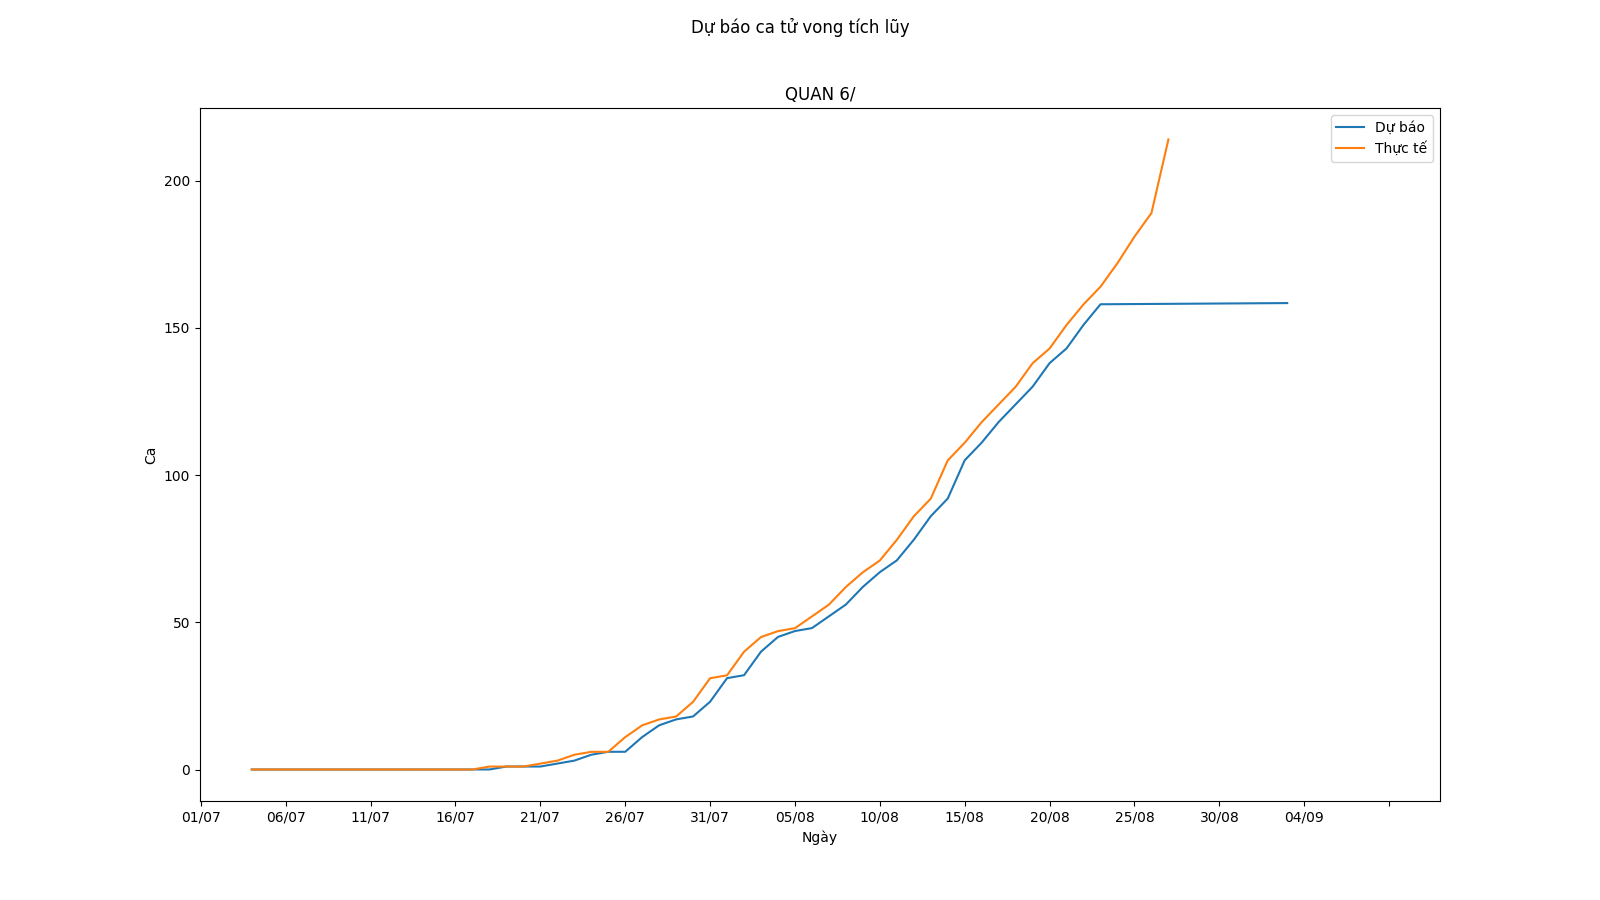 Dự báo ca tử vong tích lũy
QUAN 6/
Dự báo
Thực tế
200
150
100
50
0
Ca
01/07 06/07 11/07 16/07 21/07 26/07 31/07 05/08 10/08 15/08 20/08 25/08 30/08 04/09
Ngày